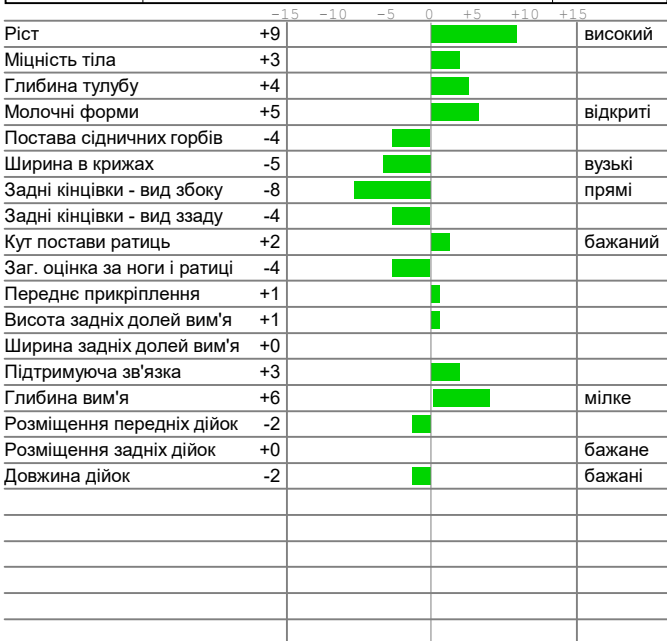 -15 -10 -5 0 +5 +10 +15
Ріст +9 високий
Міцність тіла +3
Глибина тулубу +4
Молочні форми +5 відкриті
Постава сідничних горбів -4
Ширина в крижах -5 вузькі
Задні кінцівки - вид збоку -8 прямі
Задні кінцівки - вид ззаду -4
Кут постави ратиць +2 бажаний
Заг. оцінка за ноги і ратиці -4
Переднє прикріплення +1
Висота задніх долей вим'я +1
Ширина задніх долей вим'я +0
Підтримуюча зв'язка +3
Глибина вим'я +6 мілке
Розміщення передніх дійок -2
Розміщення задніх дійок +0 бажане
Довжина дійок -2 бажані